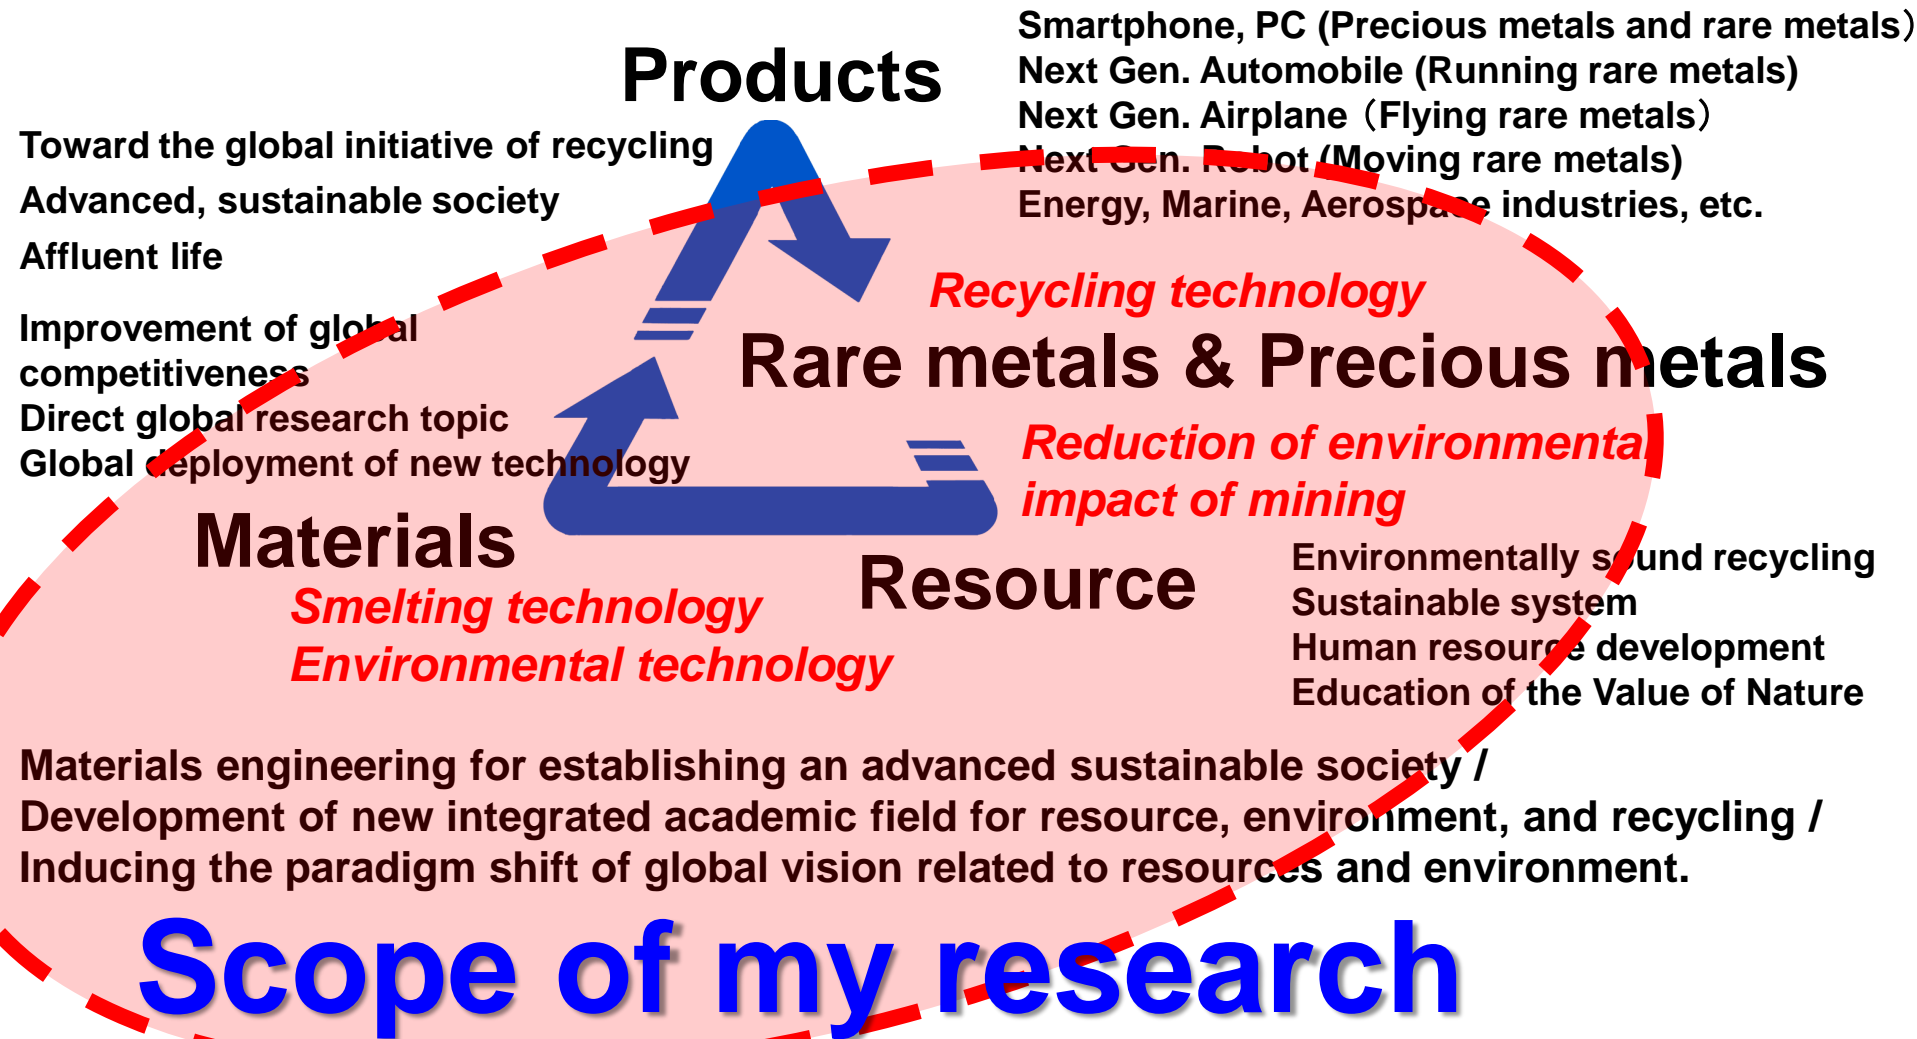 Products
Smartphone, PC (Precious metals and rare metals）
Next Gen. Automobile (Running rare metals)
Next Gen. Airplane（Flying rare metals）
Next Gen. Robot (Moving rare metals)
Energy, Marine, Aerospace industries, etc.
Toward the global initiative of recycling
Advanced, sustainable society
Affluent life
Improvement of global
competitiveness
Direct global research topic
Global deployment of new technology
Recycling technology
Rare metals & Precious metals
Reduction of environmental
impact of mining
Materials
Smelting technology
Environmental technology
Resource
Environmentally sound recycling
Sustainable system
Human resource development
Education of the Value of Nature
Materials engineering for establishing an advanced sustainable society /
Development of new integrated academic field for resource, environment, and recycling /
Inducing the paradigm shift of global vision related to resources and environment.
Scope of my research